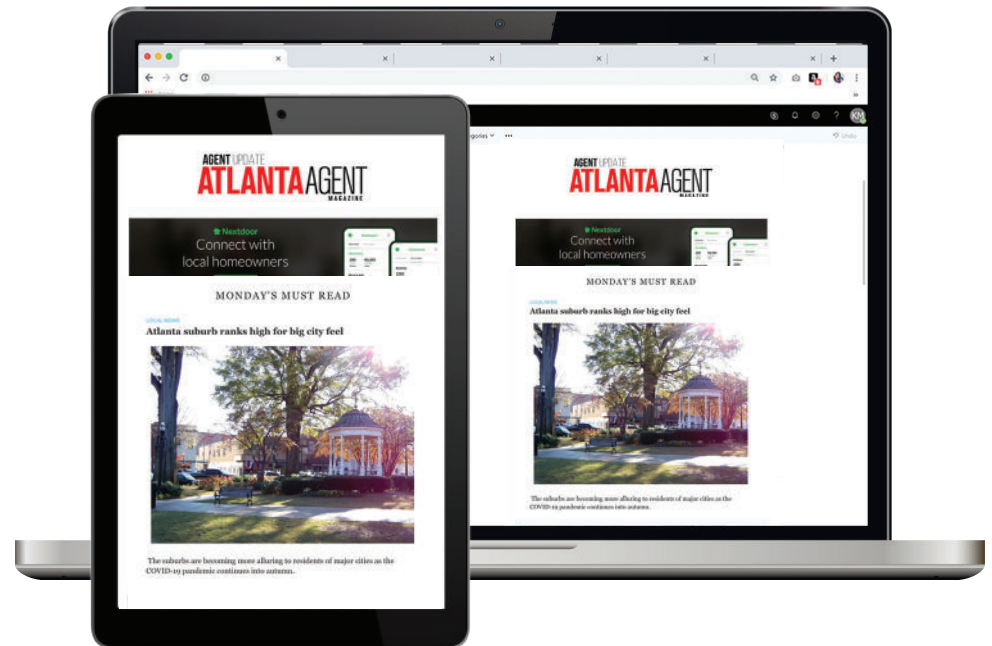 AGENT UPDATE
ATLANTA AGENT
MAGAZINE
Nextdoor
Connect with
local homeowners
MONDAY'S MUST READ
LOCAL NEWS
Atlanta suburb ranks high for big city feel
The suburbs are becoming more alluring to residents of major cities as the
COVID-19 pandemic continues into autumn.
gories
Undo
KM
AGENT UPDATE
ATLANTA AGENT
MAGAZINE
Nextdoor
Connect with
local homeowners
MONDAY'S MUST READ
LOCAL NEWS
Atlanta suburb ranks high for big city feel
The suburbs are becoming more alluring to residents of major cities as the
COVID-19 pandemic continues into autumn.